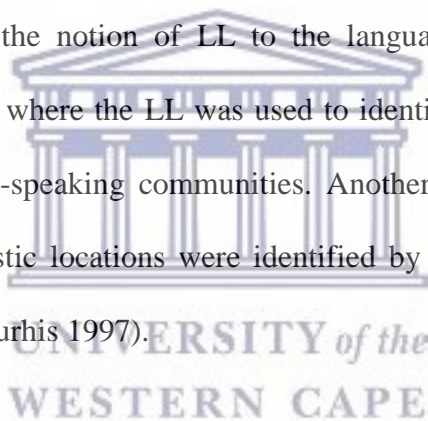 the notion of LL to the langua
where the LL was used to identi
-speaking communities. Another
stic locations were identified by
urhis 1997).
UNIVERSITY of the
WESTERN CAPE